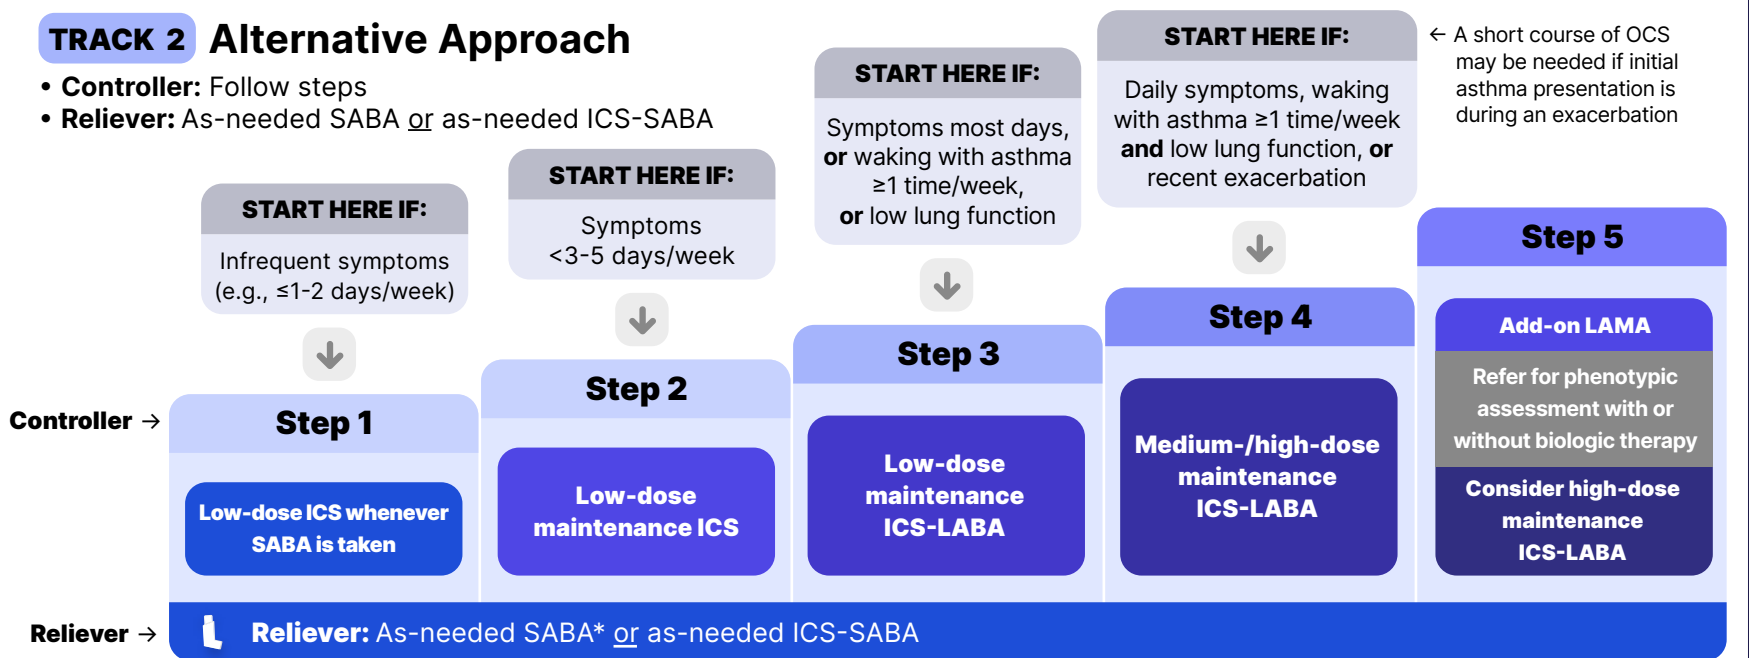 TRACK 2 Alternative Approach
• Controller: Follow steps
• Reliever: As-needed SABA or as-needed ICS-SABA
START HERE IF:
Infrequent symptoms
(e.g., ≤1-2 days/week)
START HERE IF:
Symptoms
<3-5 days/week
START HERE IF:
Symptoms most days,
or waking with asthma
≥1 time/week,
or low lung function
START HERE IF:
Daily symptoms, waking
with asthma ≥1 time/week
and low lung function, or
recent exacerbation
← A short course of OCS
may be needed if initial
asthma presentation is
during an exacerbation
Controller →
Step 1
Low-dose ICS whenever
SABA is taken
Step 2
Low-dose
maintenance ICS
Step 3
Low-dose
maintenance
ICS-LABA
Step 4
Medium-/high-dose
maintenance
ICS-LABA
Step 5
Add-on LAMA
Refer for phenotypic
assessment with or
without biologic therapy
Consider high-dose
maintenance
ICS-LABA
Reliever →
Reliever: As-needed SABA* or as-needed ICS-SABA